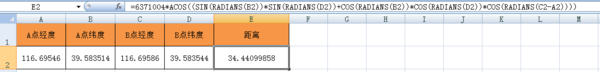 E2 fx =6371004*ACOS((SIN(RADIANS(B2))*SIN(RADIANS(D2))+COS(RADIANS(B2))*COS(RADIANS(D2))*COS(RADIANS(C2-A2))))
A B C D E F G H I J
1 A点经度 A点纬度 B点经度 B点纬度 距离
2 116.69546 39.583514 116.69586 39.583544 34.44099858